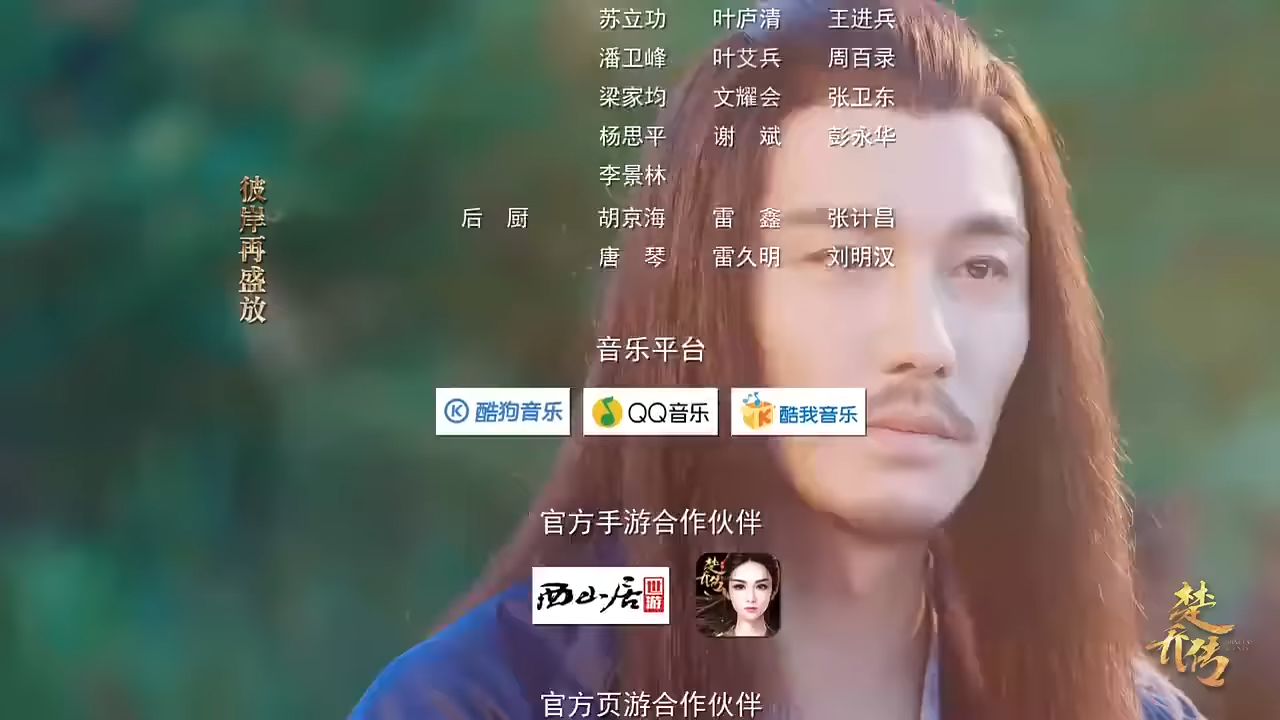 苏立功 叶庐清 王进兵
潘卫峰 叶艾兵 周百录
梁家均 文耀会 张卫东
杨思平 谢 斌 彭永华
李景林
后 厨 胡京海 雷 鑫 张计昌
唐 琴 雷久明 刘明汉
彼岸再盛放
音乐平台
酷狗音乐 QQ音乐 酷我音乐
官方手游合作伙伴
西山居 世游
楚乔传
楚乔传
官方页游合作伙伴